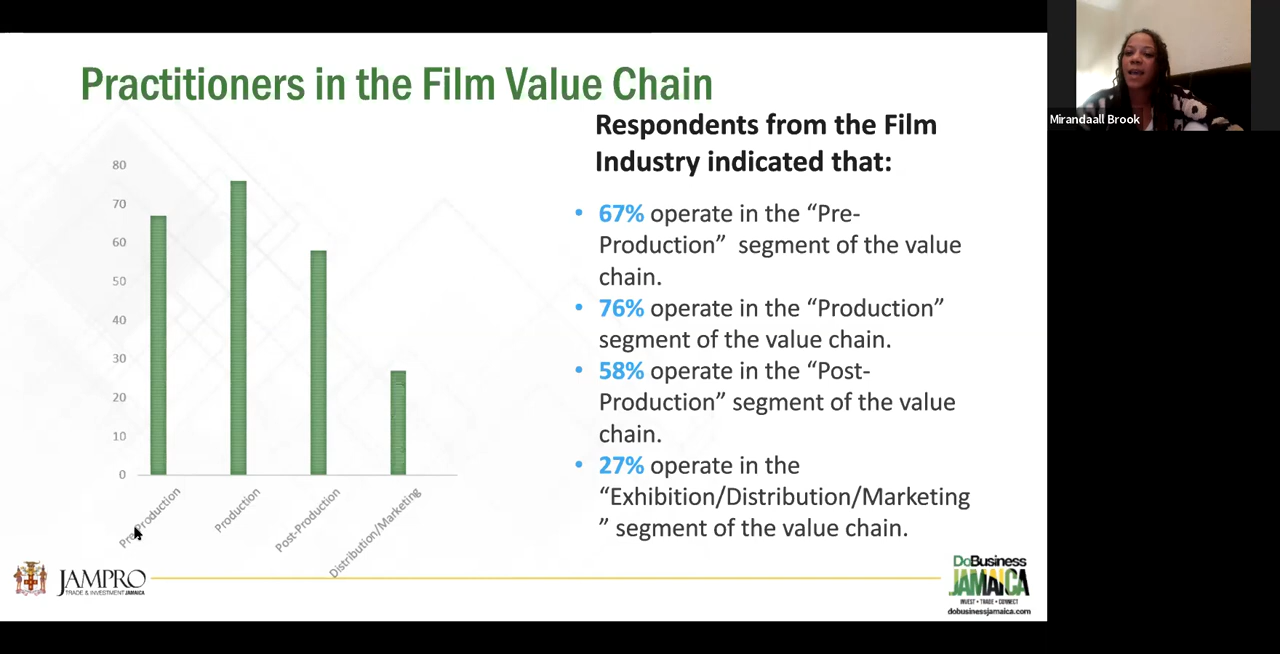 Practitioners in the Film Value Chain
Respondents from the Film
Industry indicated that:
80
70
60
50
40
30
20
10
0
Pre-Production
Production
Post-Production
Distribution/Marketing
• 67% operate in the “Pre-
Production” segment of the value
chain.
• 76% operate in the “Production”
segment of the value chain.
• 58% operate in the “Post-
Production” segment of the value
chain.
• 27% operate in the
“Exhibition/Distribution/Marketing
” segment of the value chain.
JAMPRO
TRADE & INVESTMENT JAMAICA
DoBusiness
JAMAICA
INVEST • TRADE • CONNECT
dobusinessjamaica.com
Mirandaall Brook